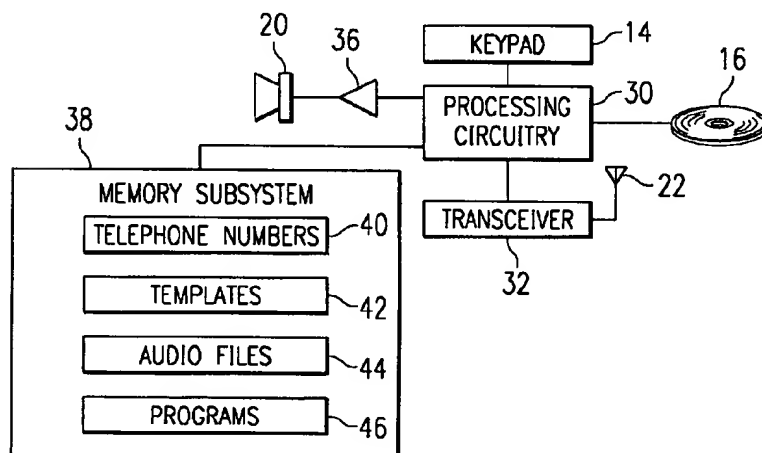 20
36
KEYPAD
14
16
PROCESSING
CIRCUITRY
30
38
22
MEMORY SUBSYSTEM
TRANSCEIVER
32
TELEPHONE NUMBERS
40
TEMPLATES
42
AUDIO FILES
44
PROGRAMS
46